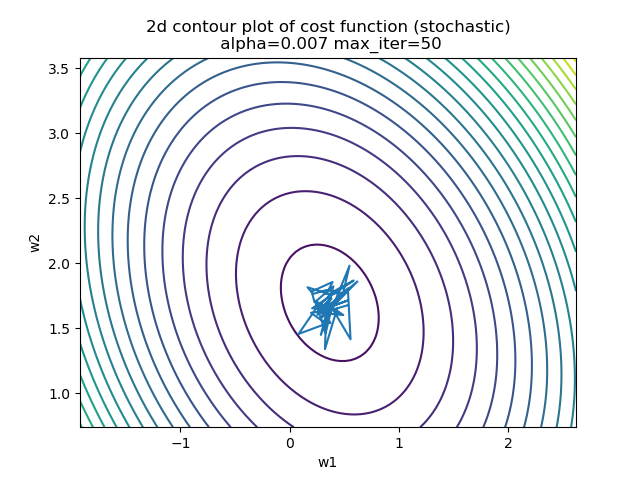 2d contour plot of cost function (stochastic)
alpha=0.007 max_iter=50
3.5
3.0
2.5
2.0
1.5
1.0
w2
−1
0
1
2
w1